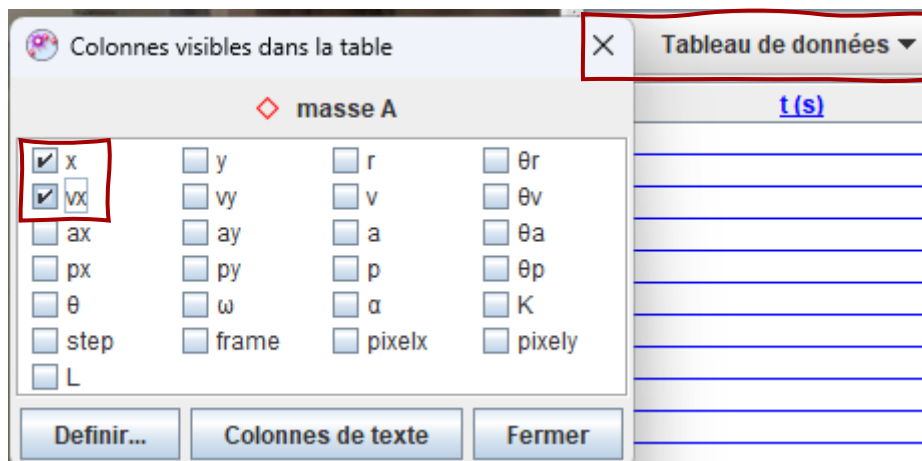 Colonnes visibles dans la table
Tableau de données
masse A
t (s)
x y r θr
vx vy v θv
ax ay a θa
px py p θp
θ ω α K
step frame pixelx pixely
L
Definir... Colonnes de texte Fermer